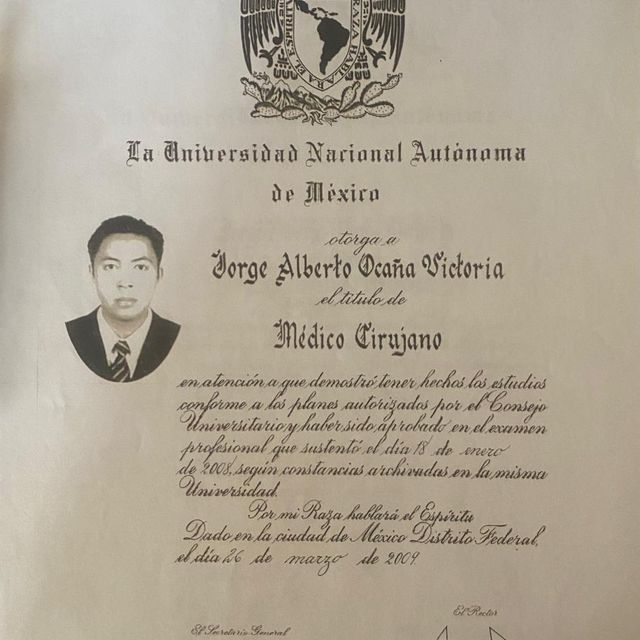 La Universidad Nacional Autónoma
de México
otorga a
Jorge Alberto Ocaña Victoria
el título de
Médico Cirujano
en atención a que demostró tener hechos los estudios
conforme a los planes autorizados por el Consejo
Universitario y haber sido aprobado en el examen
profesional que sustentó el día 18 de enero
de 2008, según constancias archivadas en la misma
Universidad.
Por mi Raza hablará el Espíritu
Dado en la ciudad de México Distrito Federal,
el día 26 de marzo de 2009.
El Rector
El Secretario General